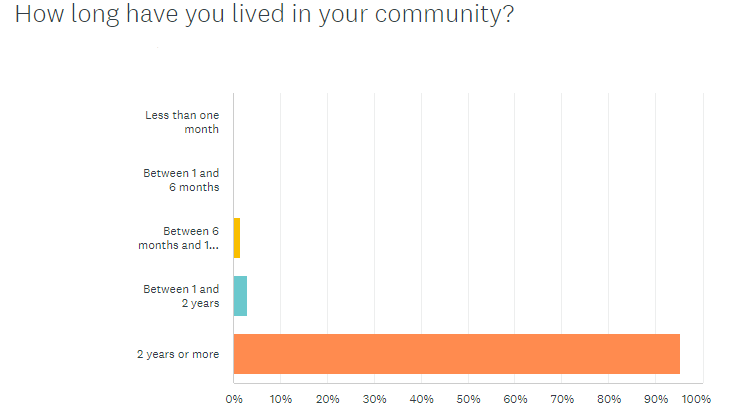 How long have you lived in your community?
Less than one
month
Between 1 and
6 months
Between 6
months and 1...
Between 1 and
2 years
2 years or more
0% 10% 20% 30% 40% 50% 60% 70% 80% 90% 100%